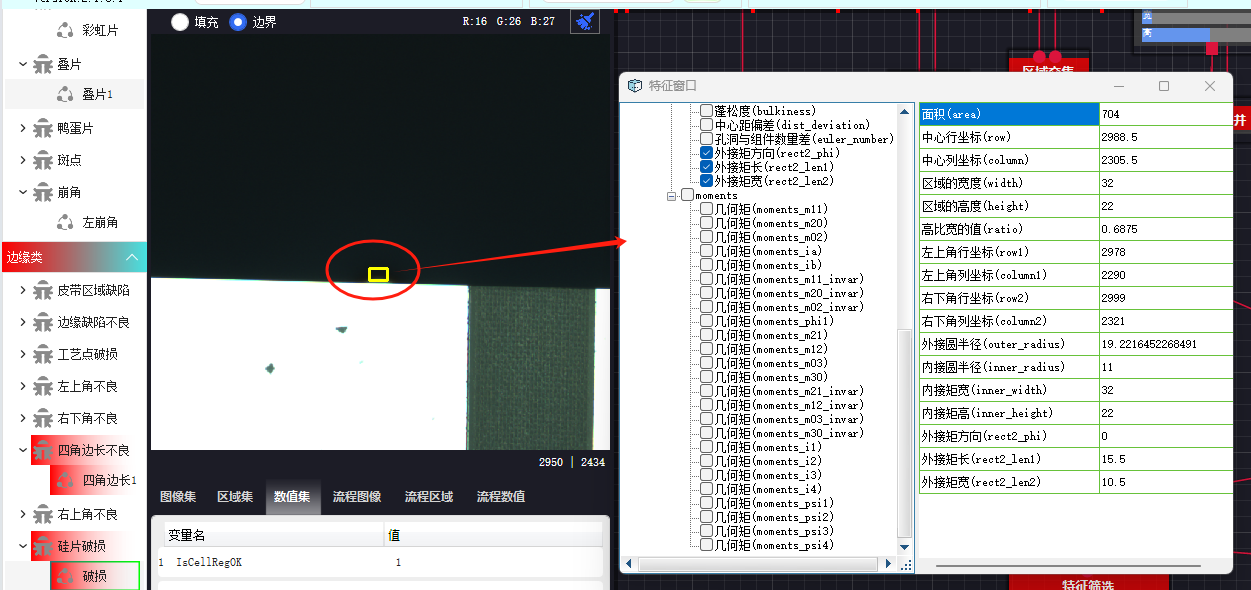 彩虹片
叠片
叠片1
鸭蛋片
斑点
崩角
左崩角
边缘类
皮带区域缺陷
边缘缺陷不良
工艺点破损
左上角不良
右下角不良
四角边长不良
四角边长1
右上角不良
硅片破损
破损
填充 边界 R:16 G:26 B:27
2950 | 2434
图像集 区域集 数值集 流程图像 流程区域 流程数值
变量名 值
1 IsCellRegOK 1
宽
高
井
特征窗口
蓬松度(bulkiness)
中心距偏差(dist_deviation)
孔洞与组件数量差(euler_number)
外接矩方向(rect2_phi)
外接矩长(rect2_len1)
外接矩宽(rect2_len2)
moments
几何矩(moments_m11)
几何矩(moments_m20)
几何矩(moments_m02)
几何矩(moments_ia)
几何矩(moments_ib)
几何矩(moments_m11_invar)
几何矩(moments_m20_invar)
几何矩(moments_m02_invar)
几何矩(moments_phi1)
几何矩(moments_m21)
几何矩(moments_m12)
几何矩(moments_m03)
几何矩(moments_m30)
几何矩(moments_m21_invar)
几何矩(moments_m12_invar)
几何矩(moments_m03_invar)
几何矩(moments_m30_invar)
几何矩(moments_i1)
几何矩(moments_i2)
几何矩(moments_i3)
几何矩(moments_i4)
几何矩(moments_psi1)
几何矩(moments_psi2)
几何矩(moments_psi3)
几何矩(moments_psi4)
面积(area) 704
中心行坐标(row) 2988.5
中心列坐标(column) 2305.5
区域的宽度(width) 32
区域的高度(height) 22
高比宽的值(ratio) 0.6875
左上角行坐标(row1) 2978
左上角列坐标(column1) 2290
右下角行坐标(row2) 2999
右下角列坐标(column2) 2321
外接圆半径(outer_radius) 19.2216452268491
内接圆半径(inner_radius) 11
内接矩宽(inner_width) 32
内接矩高(inner_height) 22
外接矩方向(rect2_phi) 0
外接矩长(rect2_len1) 15.5
外接矩宽(rect2_len2) 10.5
特征筛选